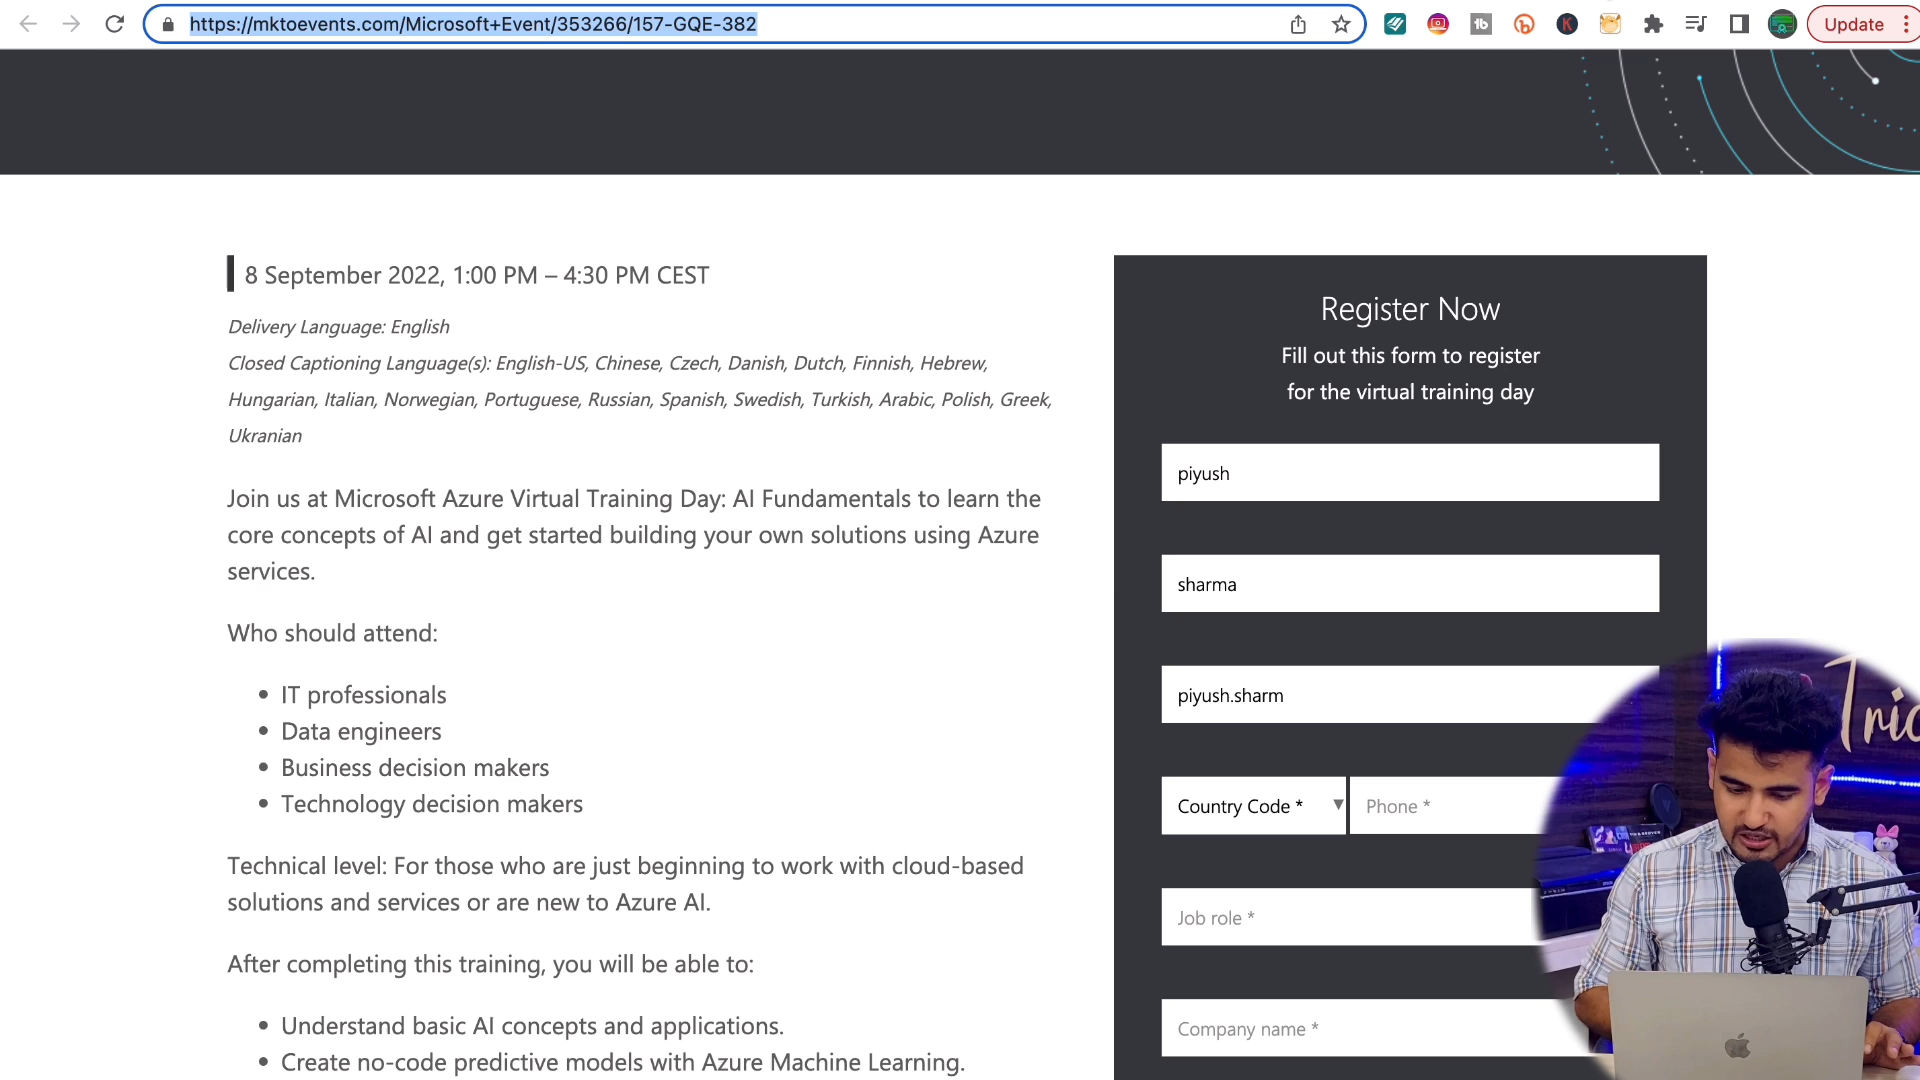 https://mktoevents.com/Microsoft+Event/353266/157-GQE-382
Update
8 September 2022, 1:00 PM – 4:30 PM CEST
Delivery Language: English
Closed Captioning Language(s): English-US, Chinese, Czech, Danish, Dutch, Finnish, Hebrew,
Hungarian, Italian, Norwegian, Portuguese, Russian, Spanish, Swedish, Turkish, Arabic, Polish, Greek,
Ukranian
Join us at Microsoft Azure Virtual Training Day: AI Fundamentals to learn the
core concepts of AI and get started building your own solutions using Azure
services.
Who should attend:
• IT professionals
• Data engineers
• Business decision makers
• Technology decision makers
Technical level: For those who are just beginning to work with cloud-based
solutions and services or are new to Azure AI.
After completing this training, you will be able to:
• Understand basic AI concepts and applications.
• Create no-code predictive models with Azure Machine Learning.
Register Now
Fill out this form to register
for the virtual training day
piyush
sharma
piyush.sharm
Country Code *
Phone *
Job role *
Company name *